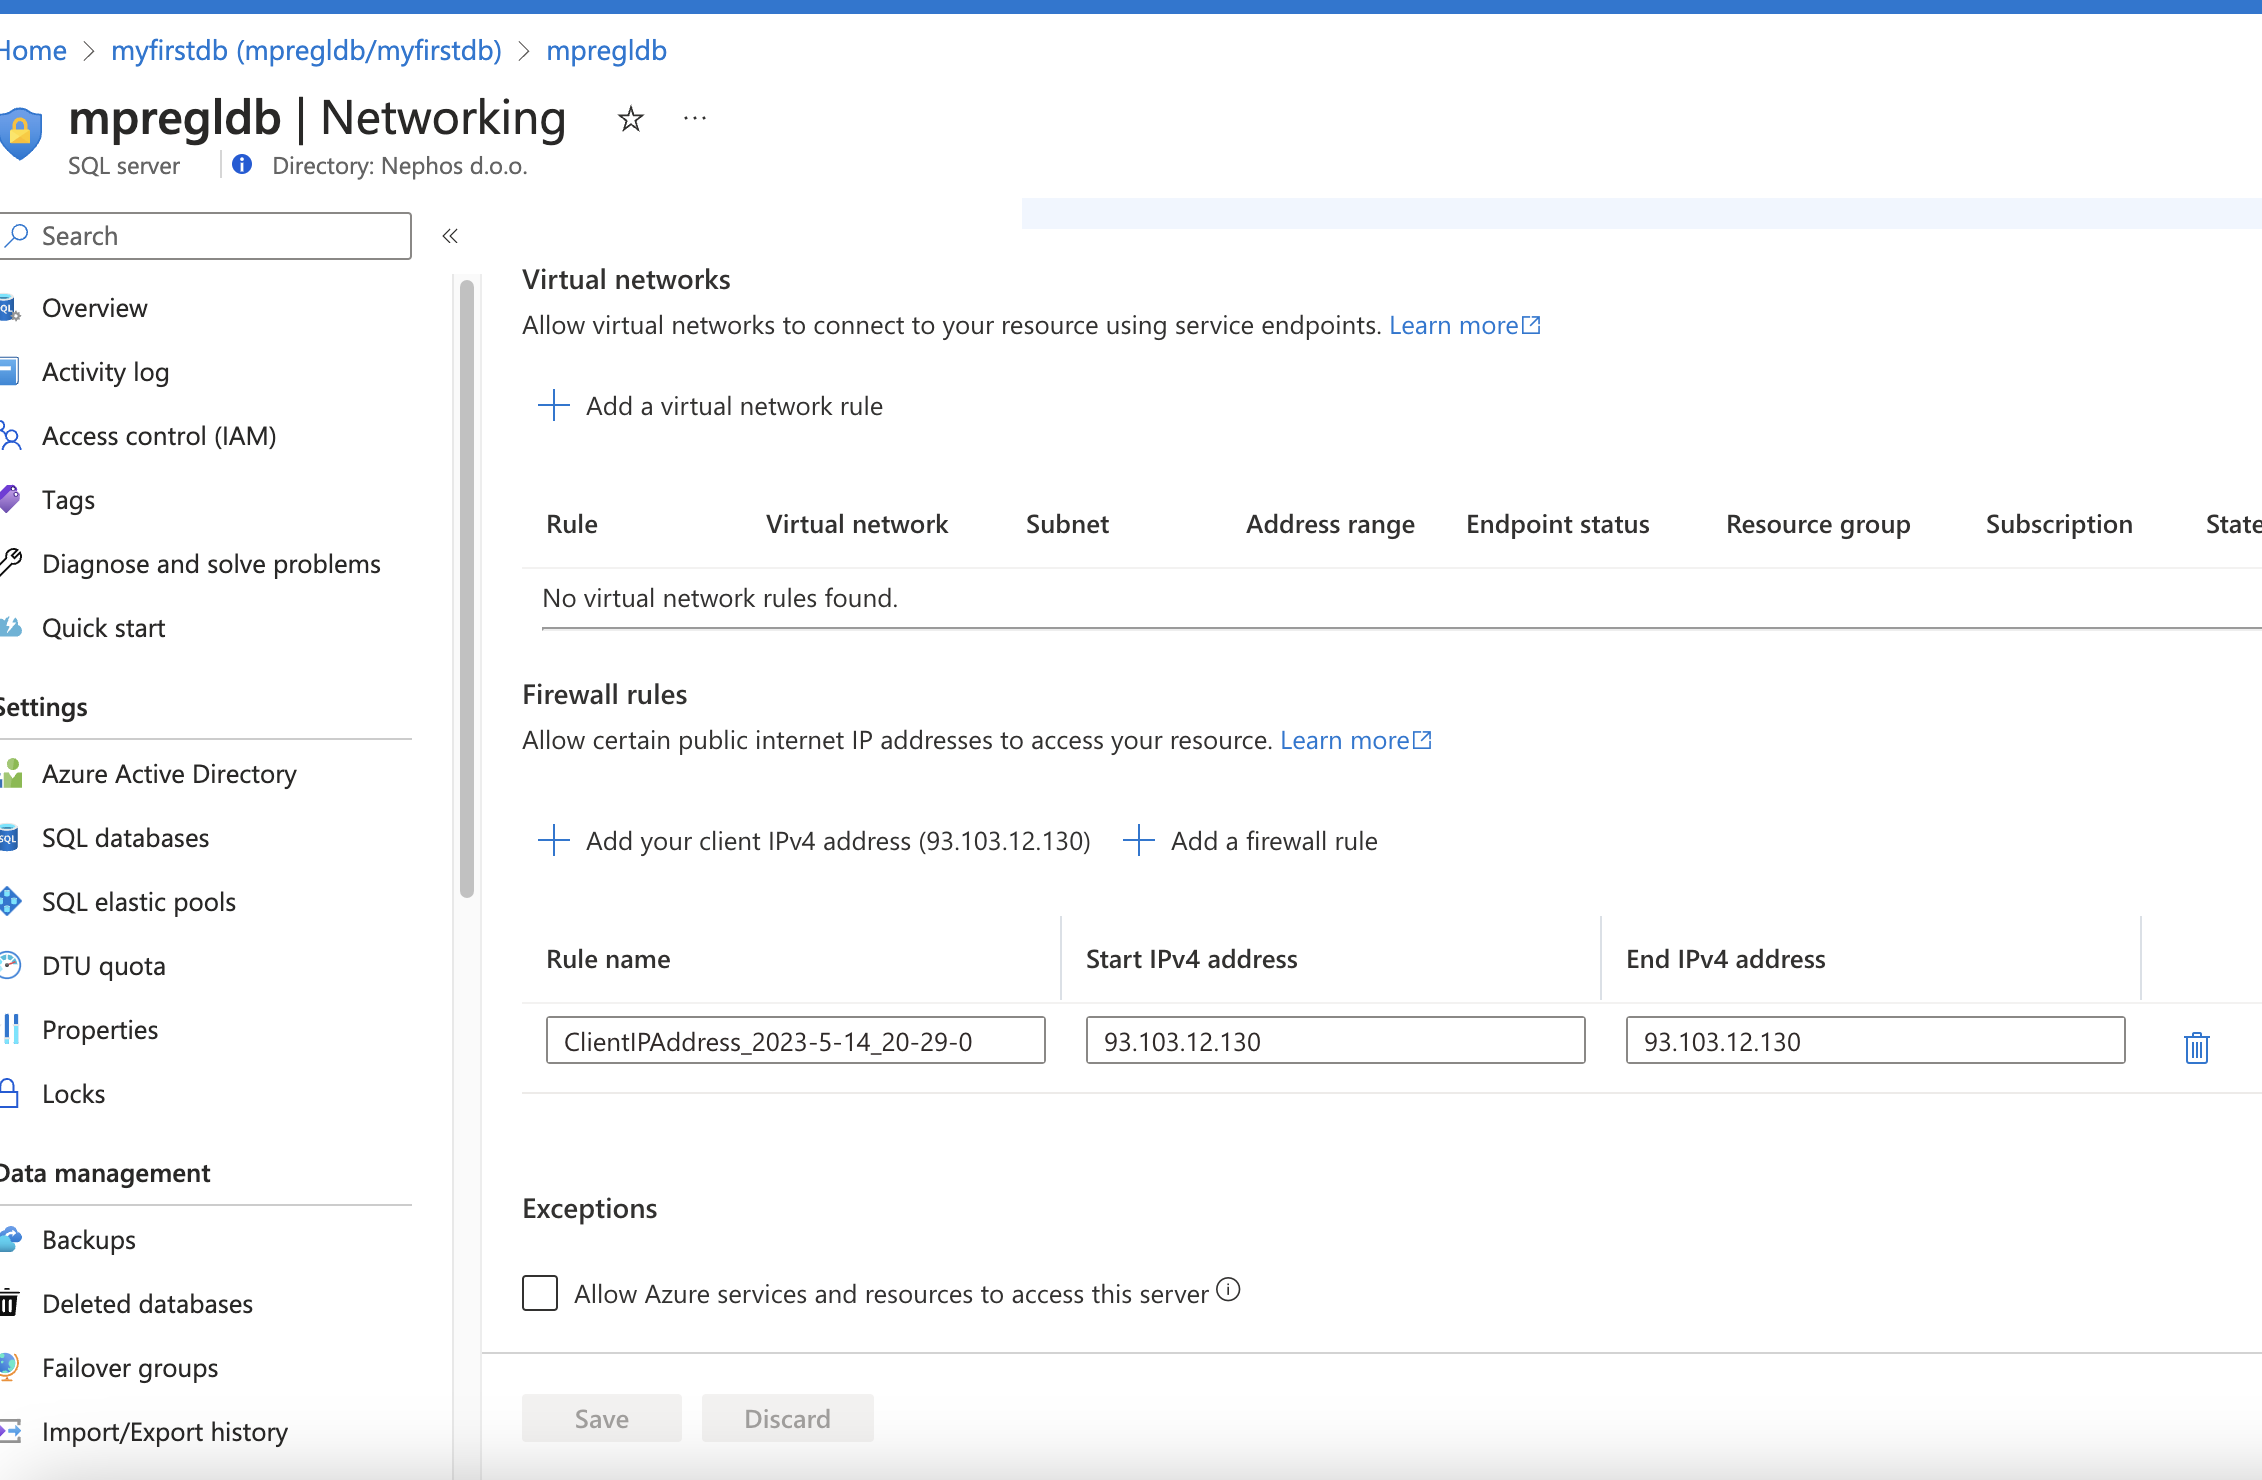 Home > myfirstdb (mpregldb/myfirstdb) > mpregldb
mpregldb | Networking
SQL server
Directory: Nephos d.o.o.
Search
Overview
Activity log
Access control (IAM)
Tags
Diagnose and solve problems
Quick start
Settings
Azure Active Directory
SQL databases
SQL elastic pools
DTU quota
Properties
Locks
Data management
Backups
Deleted databases
Failover groups
Import/Export history
Virtual networks
Allow virtual networks to connect to your resource using service endpoints. Learn more
Add a virtual network rule
Rule Virtual network Subnet Address range Endpoint status Resource group Subscription State
No virtual network rules found.
Firewall rules
Allow certain public internet IP addresses to access your resource. Learn more
Add your client IPv4 address (93.103.12.130) Add a firewall rule
Rule name Start IPv4 address End IPv4 address
ClientIPAddress_2023-5-14_20-29-0 93.103.12.130 93.103.12.130
Exceptions
Allow Azure services and resources to access this server
Save Discard